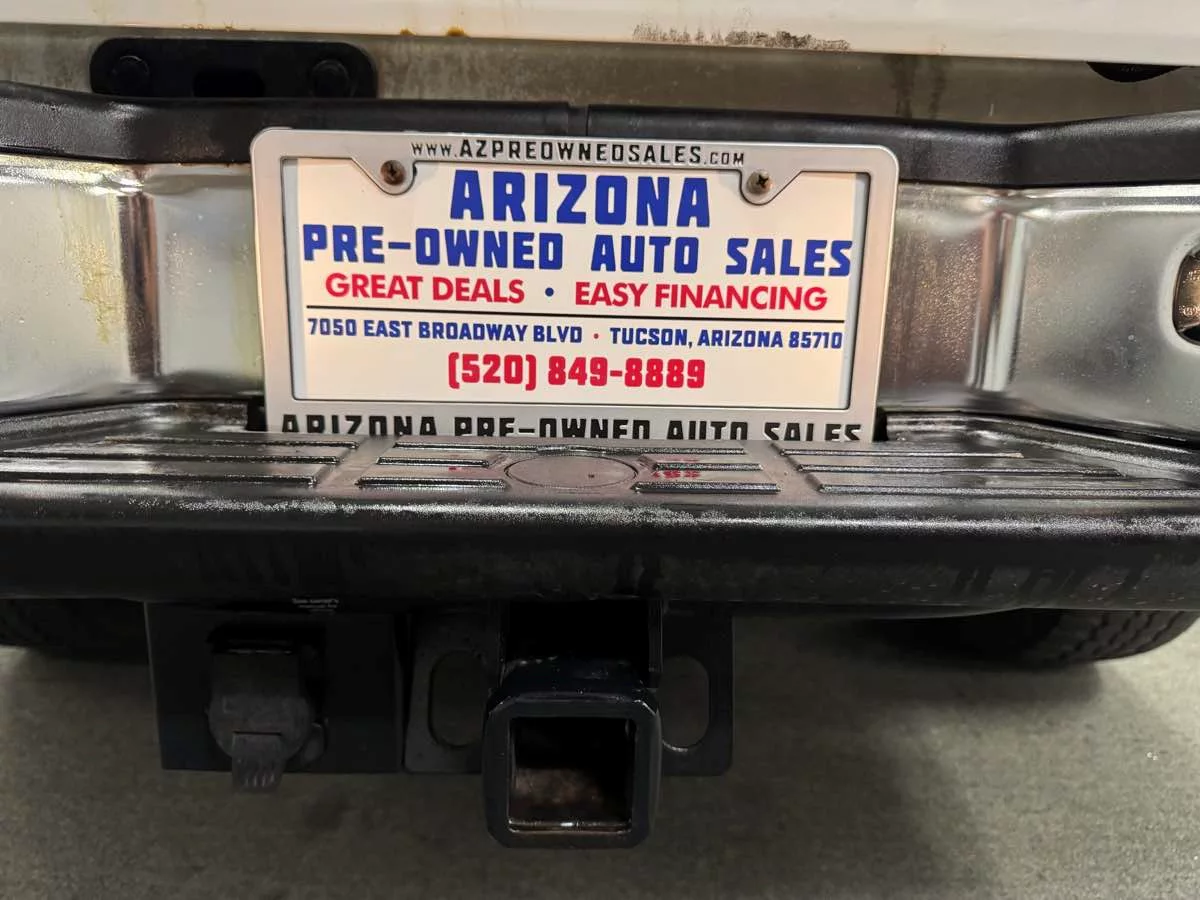 WWW.AZPREOWNEDSALES.COM
ARIZONA
PRE-OWNED AUTO SALES
GREAT DEALS • EASY FINANCING
7050 EAST BROADWAY BLVD • TUCSON, ARIZONA 85710
(520) 849-8889
ARIZONA PRE-OWNED AUTO SALES